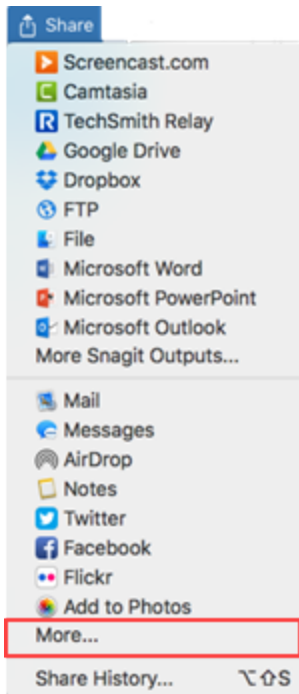 Share
Screencast.com
Camtasia
TechSmith Relay
Google Drive
Dropbox
FTP
File
Microsoft Word
Microsoft PowerPoint
Microsoft Outlook
More Snagit Outputs...
Mail
Messages
AirDrop
Notes
Twitter
Facebook
Flickr
Add to Photos
More...
Share History... ⌥⇧S